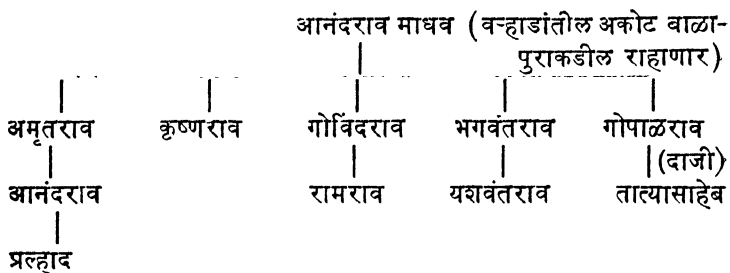 आनंदराव माधव (वऱ्हाडांतील अकोट बाळा-
पुराकडील राहाणार)
अमृतराव कृष्णराव गोविंदराव भगवंतराव गोपाळराव
(दाजी)
आनंदराव रामराव यशवंतराव तात्यासाहेब
प्रल्हाद